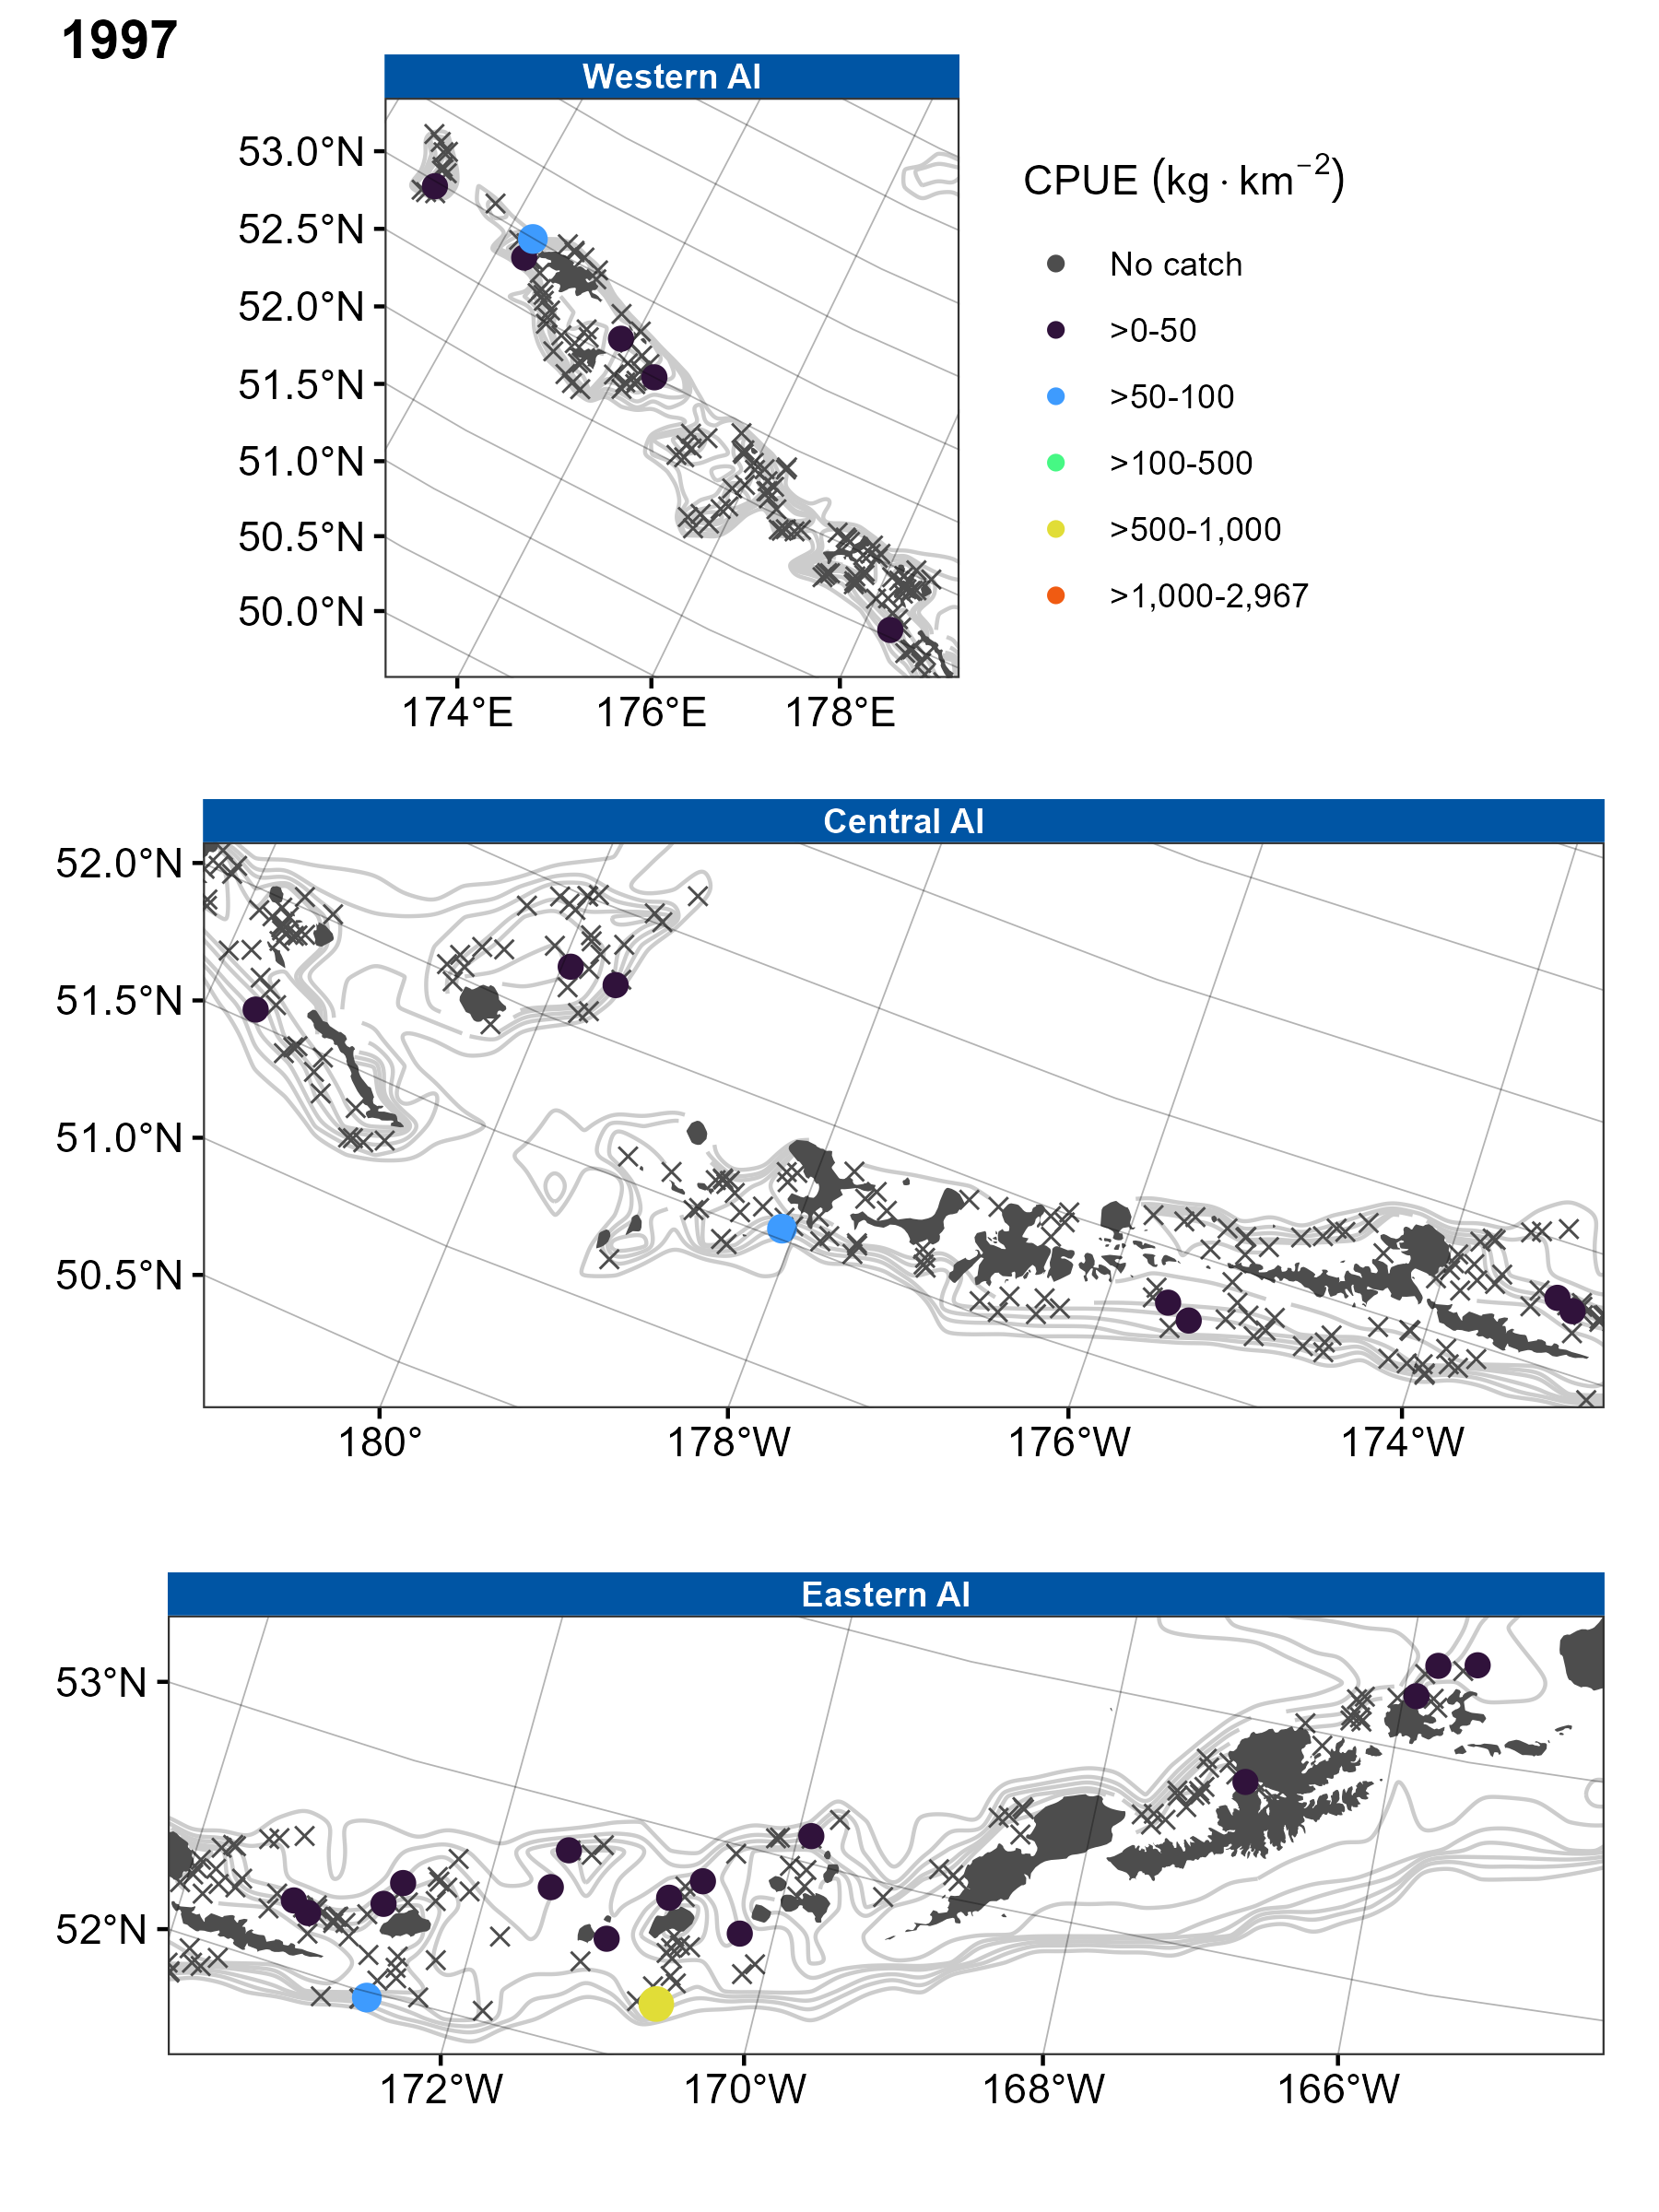 1997
Western AI
53.0°N
52.5°N
52.0°N
51.5°N
51.0°N
50.5°N
50.0°N
174°E 176°E 178°E
CPUE (kg · km⁻²)
No catch
>0-50
>50-100
>100-500
>500-1,000
>1,000-2,967
Central AI
52.0°N
51.5°N
51.0°N
50.5°N
180° 178°W 176°W 174°W
Eastern AI
53°N
52°N
172°W 170°W 168°W 166°W